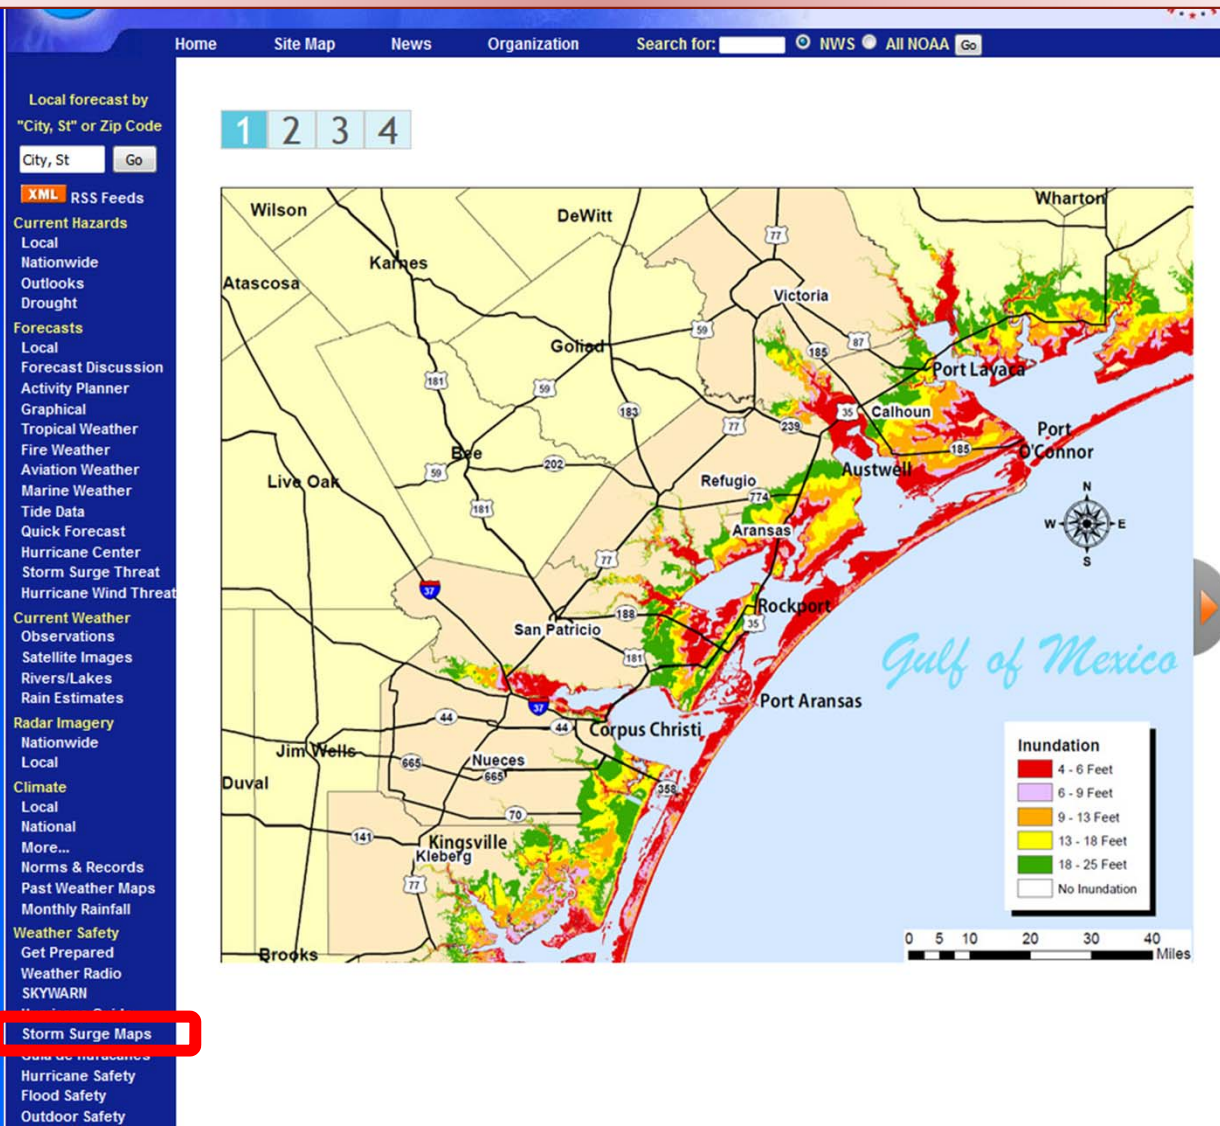 Home Site Map News Organization Search for: NWS All NOAA Go
Local forecast by
"City, St" or Zip Code
City, St Go
XML RSS Feeds
Current Hazards
Local
Nationwide
Outlooks
Drought
Forecasts
Local
Forecast Discussion
Activity Planner
Graphical
Tropical Weather
Fire Weather
Aviation Weather
Marine Weather
Tide Data
Quick Forecast
Hurricane Center
Storm Surge Threat
Hurricane Wind Threat
Current Weather
Observations
Satellite Images
Rivers/Lakes
Rain Estimates
Radar Imagery
Nationwide
Local
Climate
Local
National
More...
Norms & Records
Past Weather Maps
Monthly Rainfall
Weather Safety
Get Prepared
Weather Radio
SKYWARN
Storm Surge Maps
Hurricane Safety
Flood Safety
Outdoor Safety
1 2 3 4
Wilson
DeWitt
Wharton
77
Karnes
Atascosa
Victoria
59
87
Goliad
185
Port Lavaca
181
59
183
35
Calhoun
77
239
Port
O'Connor
185
Bee
202
59
Austwell
Live Oak
Refugio
774
N
W E
S
181
Aransas
77
37
Rockport
188
35
San Patricio
181
Gulf of Mexico
Port Aransas
37
44
44
Corpus Christi
Jim Wells
665
Nueces
665
Duval
358
70
141
Kingsville
Kleberg
77
Brooks
Inundation
4 - 6 Feet
6 - 9 Feet
9 - 13 Feet
13 - 18 Feet
18 - 25 Feet
No Inundation
0 5 10 20 30 40
Miles